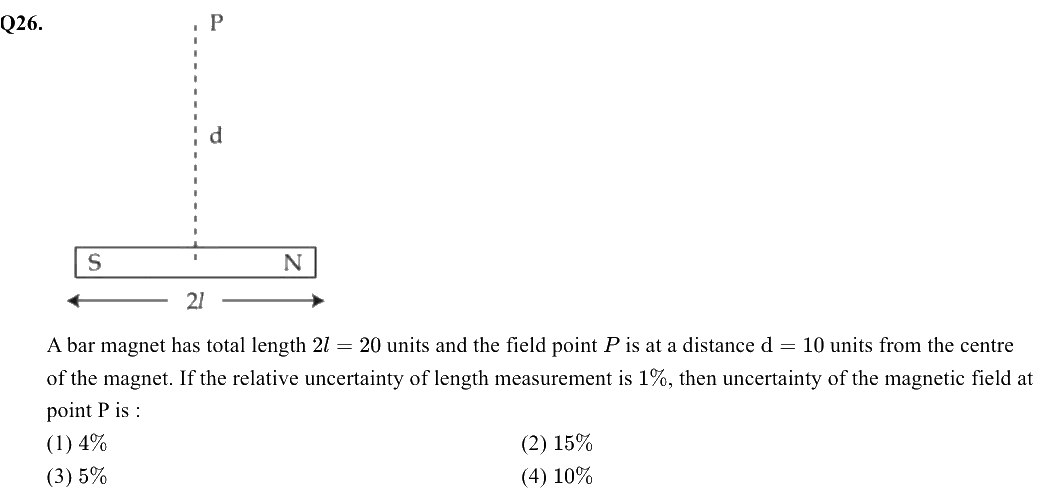 Q26.
P
d
S N
2l
A bar magnet has total length 2l = 20 units and the field point P is at a distance d = 10 units from the centre
of the magnet. If the relative uncertainty of length measurement is 1%, then uncertainty of the magnetic field at
point P is :
(1) 4% (2) 15%
(3) 5% (4) 10%